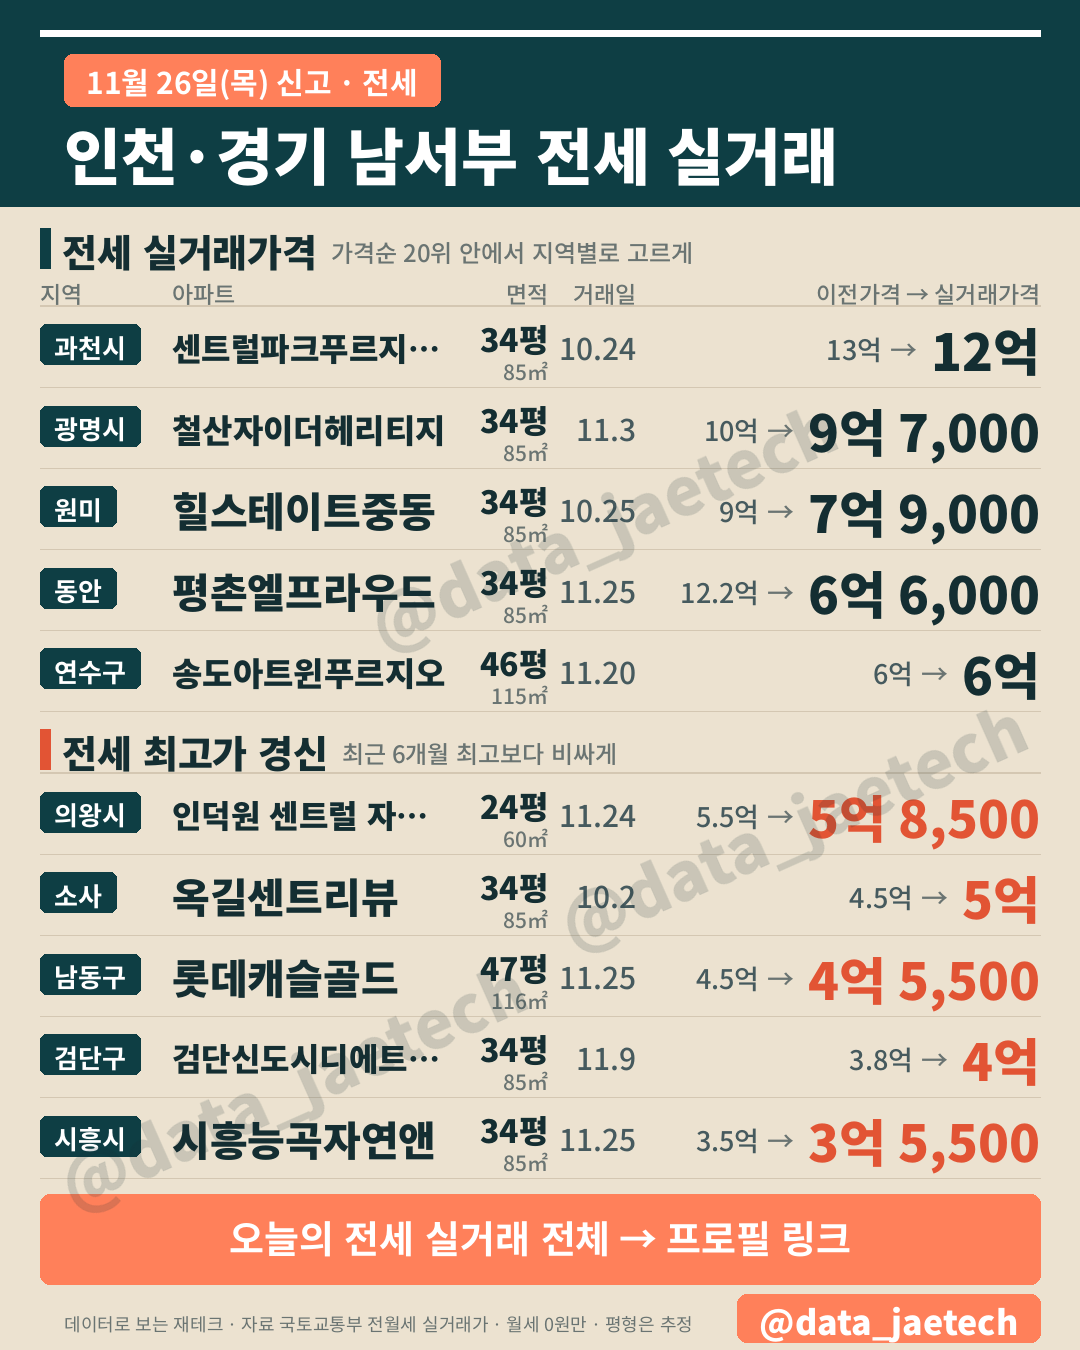 11월 26일(목) 신고 · 전세
인천·경기 남서부 전세 실거래
전세 실거래가격 가격순 20위 안에서 지역별로 고르게
지역 아파트 면적 거래일 이전가격 → 실거래가격
과천시 센트럴파크푸르지… 34평 85㎡ 10.24 13억 → 12억
광명시 철산자이더헤리티지 34평 85㎡ 11.3 10억 → 9억 7,000
원미 힐스테이트중동 34평 85㎡ 10.25 9억 → 7억 9,000
동안 평촌엘프라우드 34평 85㎡ 11.25 12.2억 → 6억 6,000
연수구 송도아트윈푸르지오 46평 115㎡ 11.20 6억 → 6억
전세 최고가 경신 최근 6개월 최고보다 비싸게
의왕시 인덕원 센트럴 자… 24평 60㎡ 11.24 5.5억 → 5억 8,500
소사 옥길센트리뷰 34평 85㎡ 10.2 4.5억 → 5억
남동구 롯데캐슬골드 47평 116㎡ 11.25 4.5억 → 4억 5,500
검단구 검단신도시디에트… 34평 85㎡ 11.9 3.8억 → 4억
시흥시 시흥능곡자연앤 34평 85㎡ 11.25 3.5억 → 3억 5,500
오늘의 전세 실거래 전체 → 프로필 링크
데이터로 보는 재테크 · 자료 국토교통부 전월세 실거래가 · 월세 0원만 · 평형은 추정
@data_jaetech
@data_jaetech
@data_jaetech
@data_jaetech